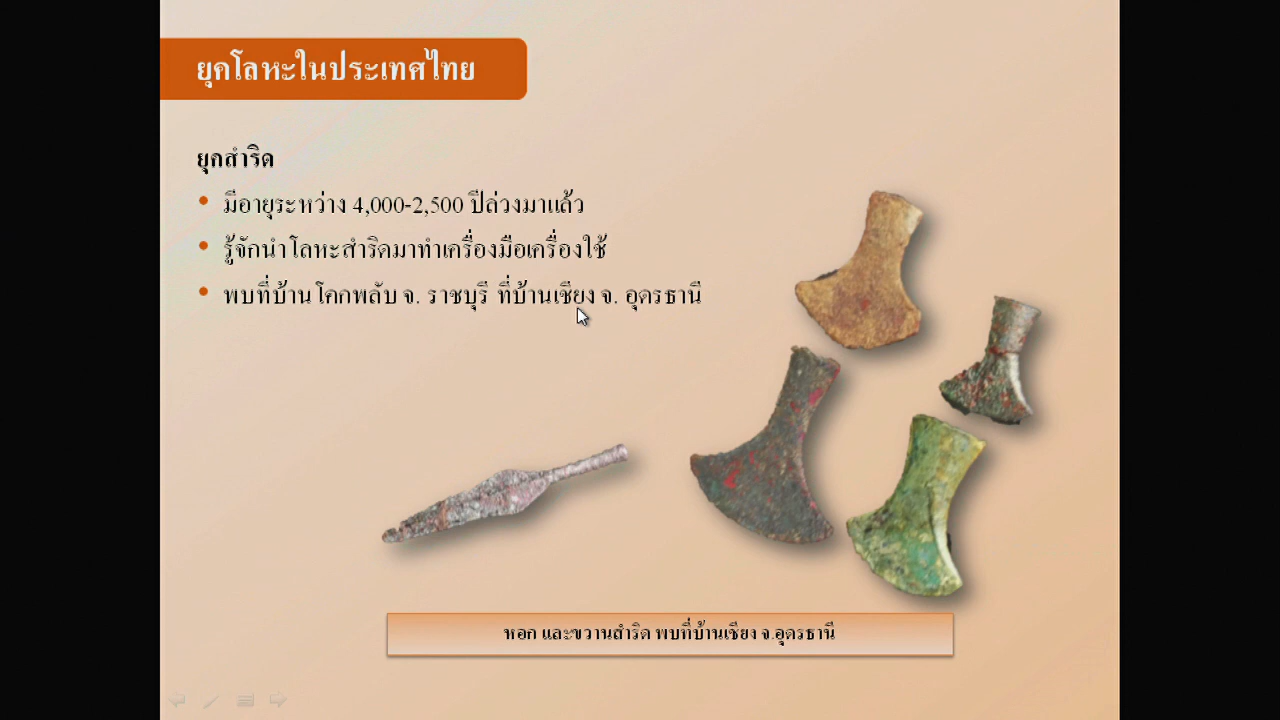 ยุคโลหะในประเทศไทย
ยุคสำริด
• มีอายุระหว่าง 4,000-2,500 ปีล่วงมาแล้ว
• รู้จักนำโลหะสำริดมาทำเครื่องมือเครื่องใช้
• พบที่บ้านโคกพลับ จ. ราชบุรี ที่บ้านเชียง จ. อุดรธานี
หอก และขวานสำริด พบที่บ้านเชียง จ.อุดรธานี